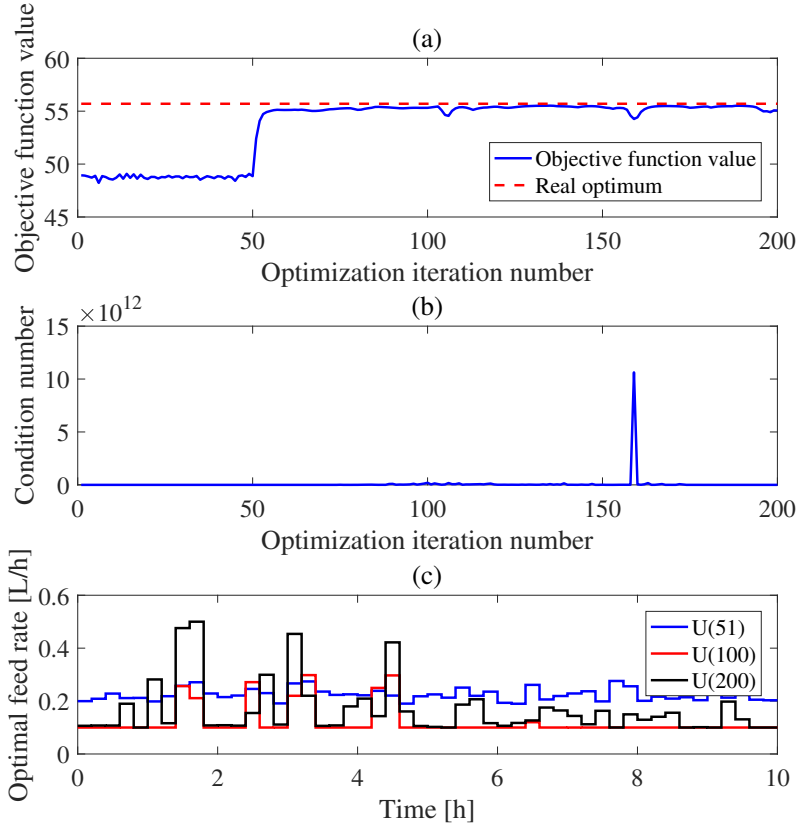 (a)
Objective function value
60
55
50
45
0 50 100 150 200
Objective function value
Real optimum
Optimization iteration number
(b)
×10^12
Condition number
15
10
5
0
0 50 100 150 200
Optimization iteration number
(c)
Optimal feed rate [L/h]
0.6
0.4
0.2
0
0 2 4 6 8 10
U(51)
U(100)
U(200)
Time [h]